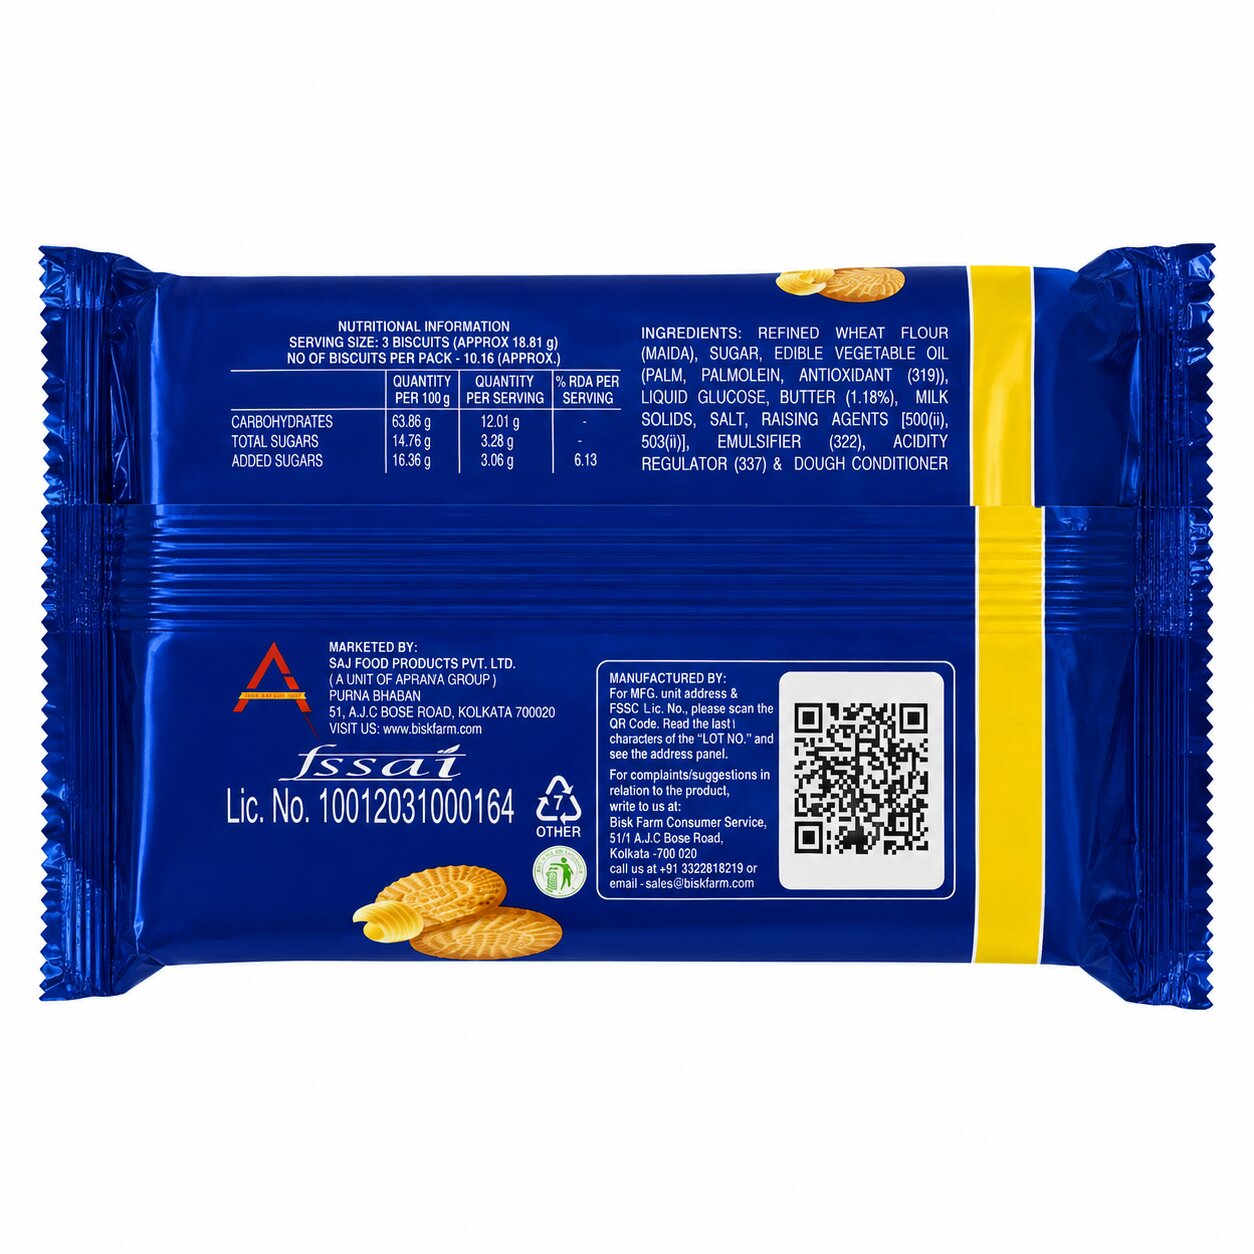 NUTRITIONAL INFORMATION
SERVING SIZE: 3 BISCUITS (APPROX 18.81 g)
NO OF BISCUITS PER PACK - 10.16 (APPROX.)
QUANTITY PER 100 g QUANTITY PER SERVING % RDA PER SERVING
CARBOHYDRATES 63.86 g 12.01 g -
TOTAL SUGARS 14.76 g 3.28 g -
ADDED SUGARS 16.36 g 3.06 g 6.13
INGREDIENTS: REFINED WHEAT FLOUR
(MAIDA), SUGAR, EDIBLE VEGETABLE OIL
(PALM, PALMOLEIN, ANTIOXIDANT (319)),
LIQUID GLUCOSE, BUTTER (1.18%), MILK
SOLIDS, SALT, RAISING AGENTS [500(ii),
503(ii)], EMULSIFIER (322), ACIDITY
REGULATOR (337) & DOUGH CONDITIONER
MARKETED BY:
SAJ FOOD PRODUCTS PVT. LTD.
( A UNIT OF APRANA GROUP )
PURNA BHABAN
51, A.J.C BOSE ROAD, KOLKATA 700020
VISIT US: www.biskfarm.com
fssai
Lic. No. 10012031000164
7
OTHER
MANUFACTURED BY:
For MFG. unit address &
FSSC Lic. No., please scan the
QR Code. Read the last
characters of the "LOT NO." and
see the address panel.
For complaints/suggestions in
relation to the product,
write to us at:
Bisk Farm Consumer Service,
51/1 A.J.C Bose Road,
Kolkata -700 020
call us at +91 3322818219 or
email - sales@biskfarm.com